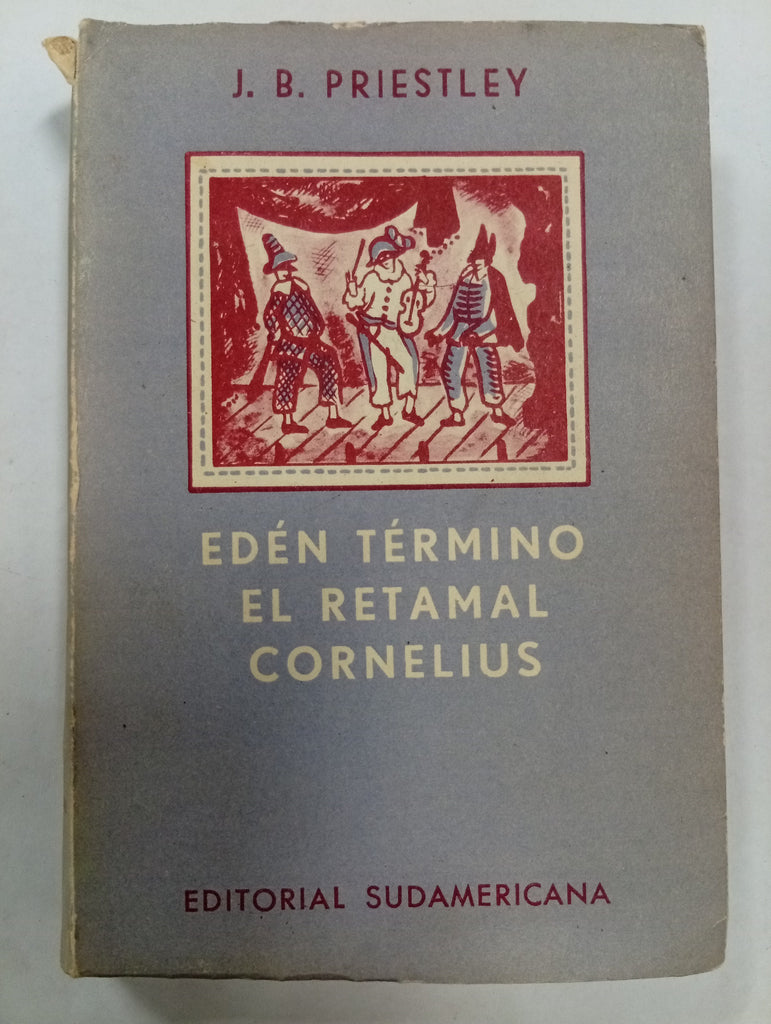 J. B. PRIESTLEY
EDÉN TÉRMINO
EL RETAMAL
CORNELIUS
EDITORIAL SUDAMERICANA